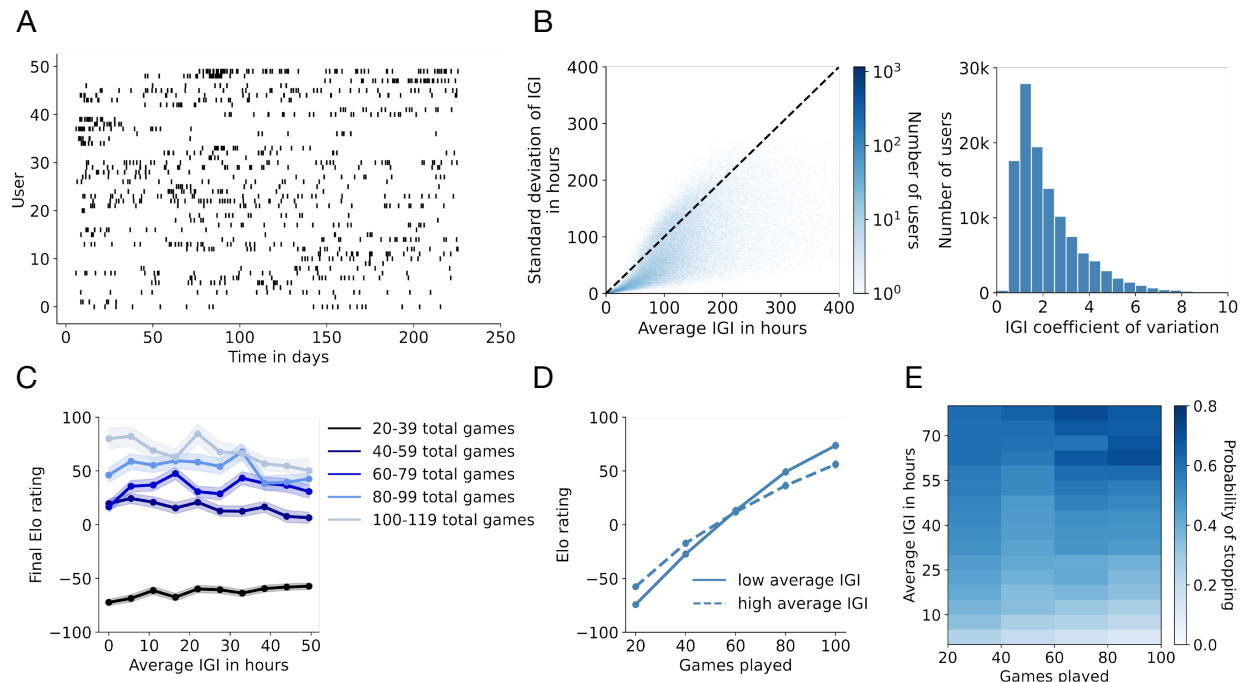 A
50
40
30
20
10
0
User
0 50 100 150 200 250
Time in days
B
400
300
200
100
0
Standard deviation of IGI
in hours
0 100 200 300 400
Average IGI in hours
10³
10²
10¹
10⁰
Number of users
30k
20k
10k
0
Number of users
0 2 4 6 8 10
IGI coefficient of variation
C
100
50
0
−50
−100
Final Elo rating
0 10 20 30 40 50
Average IGI in hours
20-39 total games
40-59 total games
60-79 total games
80-99 total games
100-119 total games
D
100
50
0
−50
−100
Elo rating
low average IGI
high average IGI
20 40 60 80 100
Games played
E
70
55
40
25
10
Average IGI in hours
20 40 60 80 100
Games played
0.8
0.6
0.4
0.2
0.0
Probability of stopping